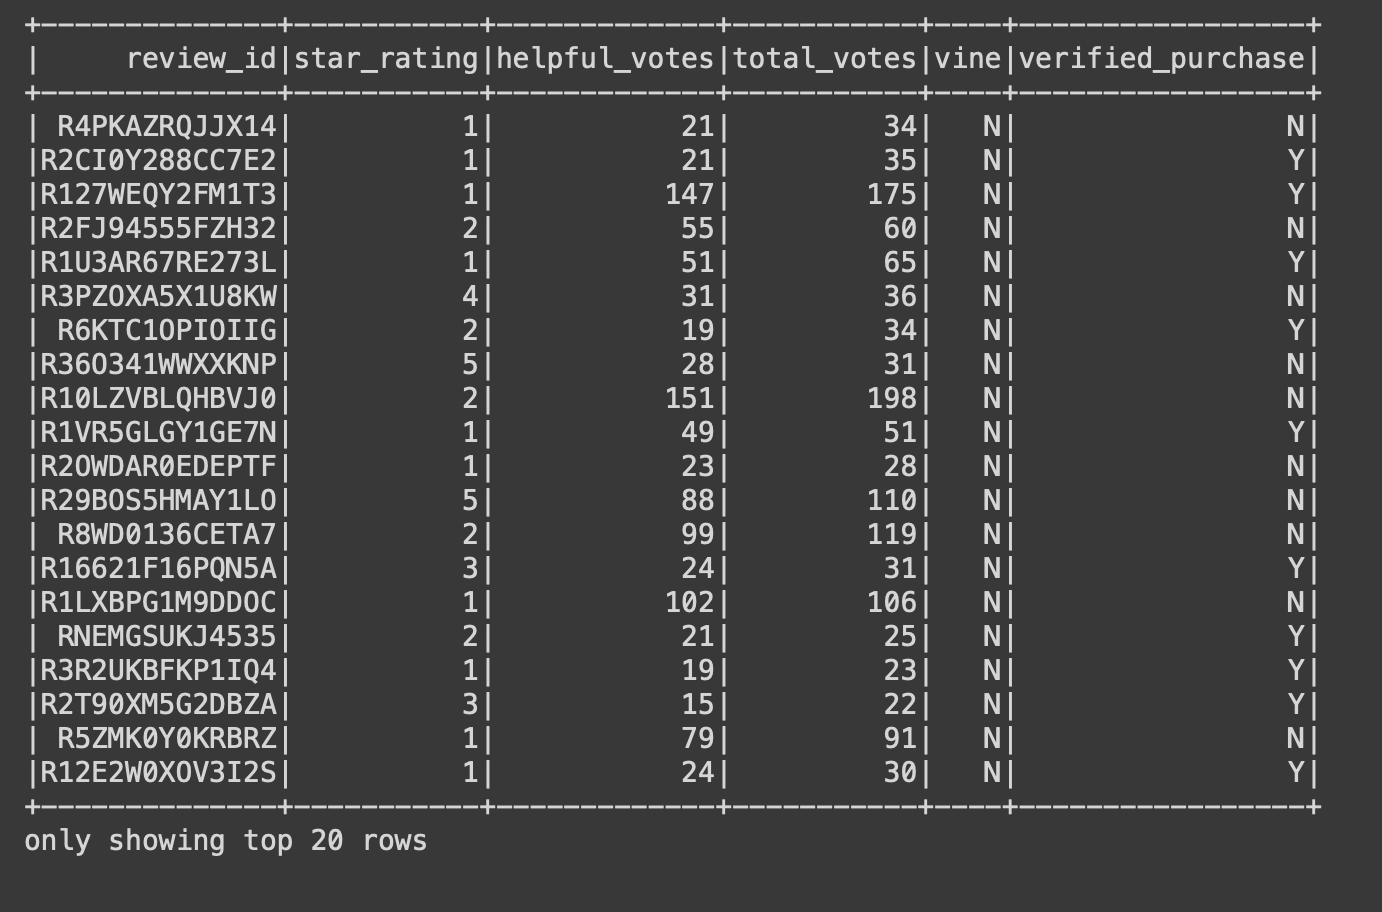 +--------------+-----------+-------------+-----------+----+-----------------+
|     review_id|star_rating|helpful_votes|total_votes|vine|verified_purchase|
+--------------+-----------+-------------+-----------+----+-----------------+
| R4PKAZRQJJX14|          1|           21|         34|   N|                N|
|R2CI0Y288CC7E2|          1|           21|         35|   N|                Y|
|R127WEQY2FM1T3|          1|          147|        175|   N|                Y|
|R2FJ94555FZH32|          2|           55|         60|   N|                N|
|R1U3AR67RE273L|          1|           51|         65|   N|                Y|
|R3PZOXA5X1U8KW|          4|           31|         36|   N|                N|
| R6KTC1OPIOIIG|          2|           19|         34|   N|                Y|
|R36O341WWXXKNP|          5|           28|         31|   N|                N|
|R10LZVBLQHBVJ0|          2|          151|        198|   N|                N|
|R1VR5GLGY1GE7N|          1|           49|         51|   N|                Y|
|R2OWDAR0EDEPTF|          1|           23|         28|   N|                N|
|R29BOS5HMAY1LO|          5|           88|        110|   N|                N|
| R8WD0136CETA7|          2|           99|        119|   N|                N|
|R16621F16PQN5A|          3|           24|         31|   N|                Y|
|R1LXBPG1M9DDOC|          1|          102|        106|   N|                N|
| RNEMGSUKJ4535|          2|           21|         25|   N|                Y|
|R3R2UKBFKP1IQ4|          1|           19|         23|   N|                Y|
|R2T90XM5G2DBZA|          3|           15|         22|   N|                Y|
| R5ZMK0Y0KRBRZ|          1|           79|         91|   N|                N|
|R12E2W0XOV3I2S|          1|           24|         30|   N|                Y|
+--------------+-----------+-------------+-----------+----+-----------------+
only showing top 20 rows